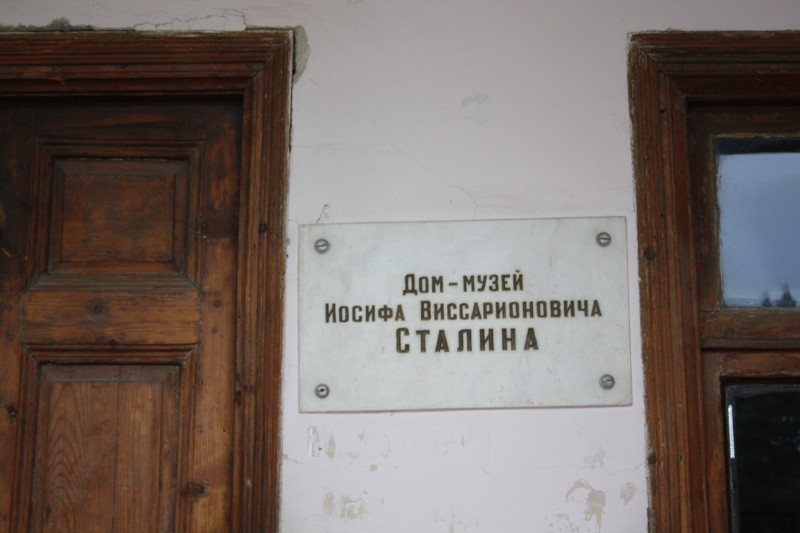 Дом-музей
Иосифа Виссарионовича
Сталина